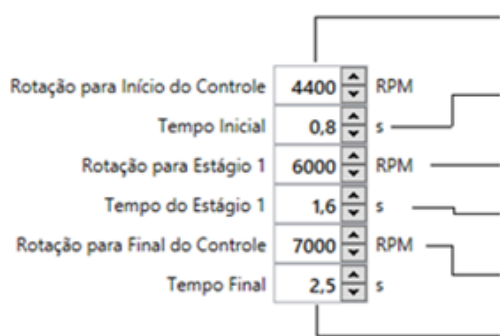 Rotação para Início do Controle 4400 RPM
Tempo Inicial 0,8 s
Rotação para Estágio 1 6000 RPM
Tempo do Estágio 1 1,6 s
Rotação para Final do Controle 7000 RPM
Tempo Final 2,5 s